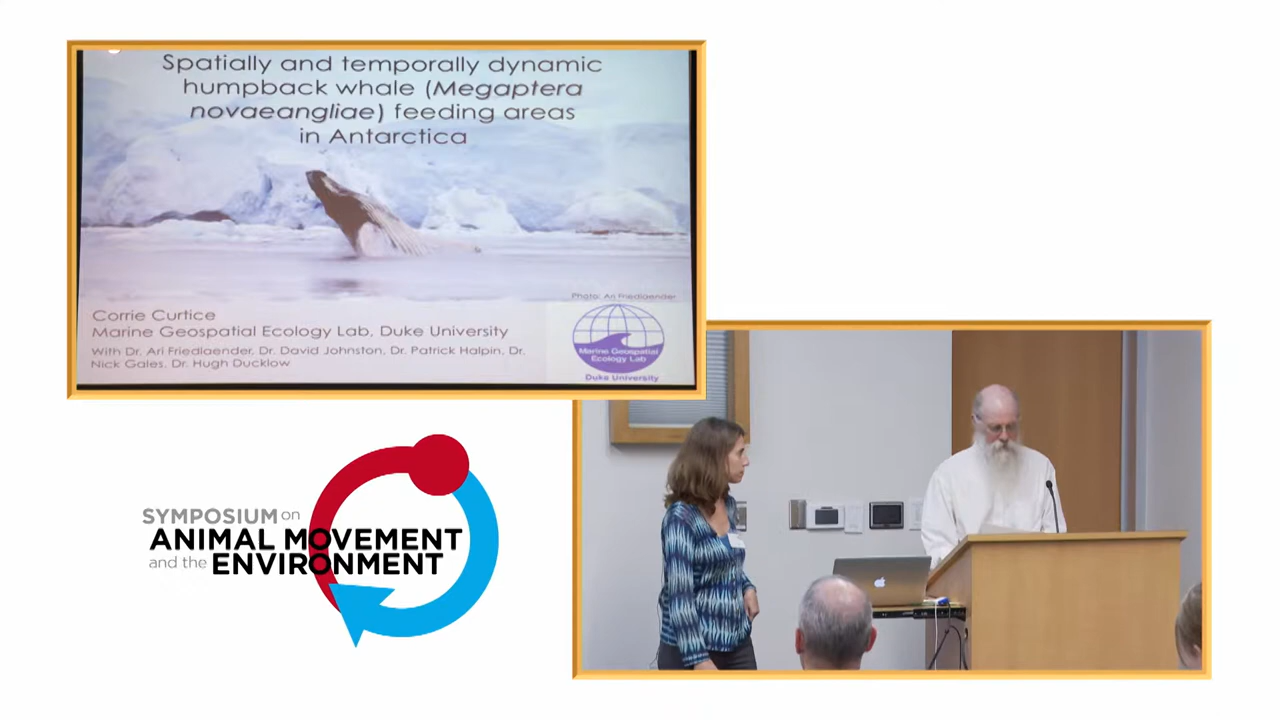 Spatially and temporally dynamic
humpback whale (Megaptera
novaeangliae) feeding areas
in Antarctica
Photo: Ari Friedlaender
Corrie Curtice
Marine Geospatial Ecology Lab, Duke University
With Dr. Ari Friedlaender, Dr. David Johnston, Dr. Patrick Halpin, Dr.
Nick Gales, Dr. Hugh Ducklow
Marine Geospatial
Ecology Lab
Duke University
SYMPOSIUM on
ANIMAL MOVEMENT
and the ENVIRONMENT